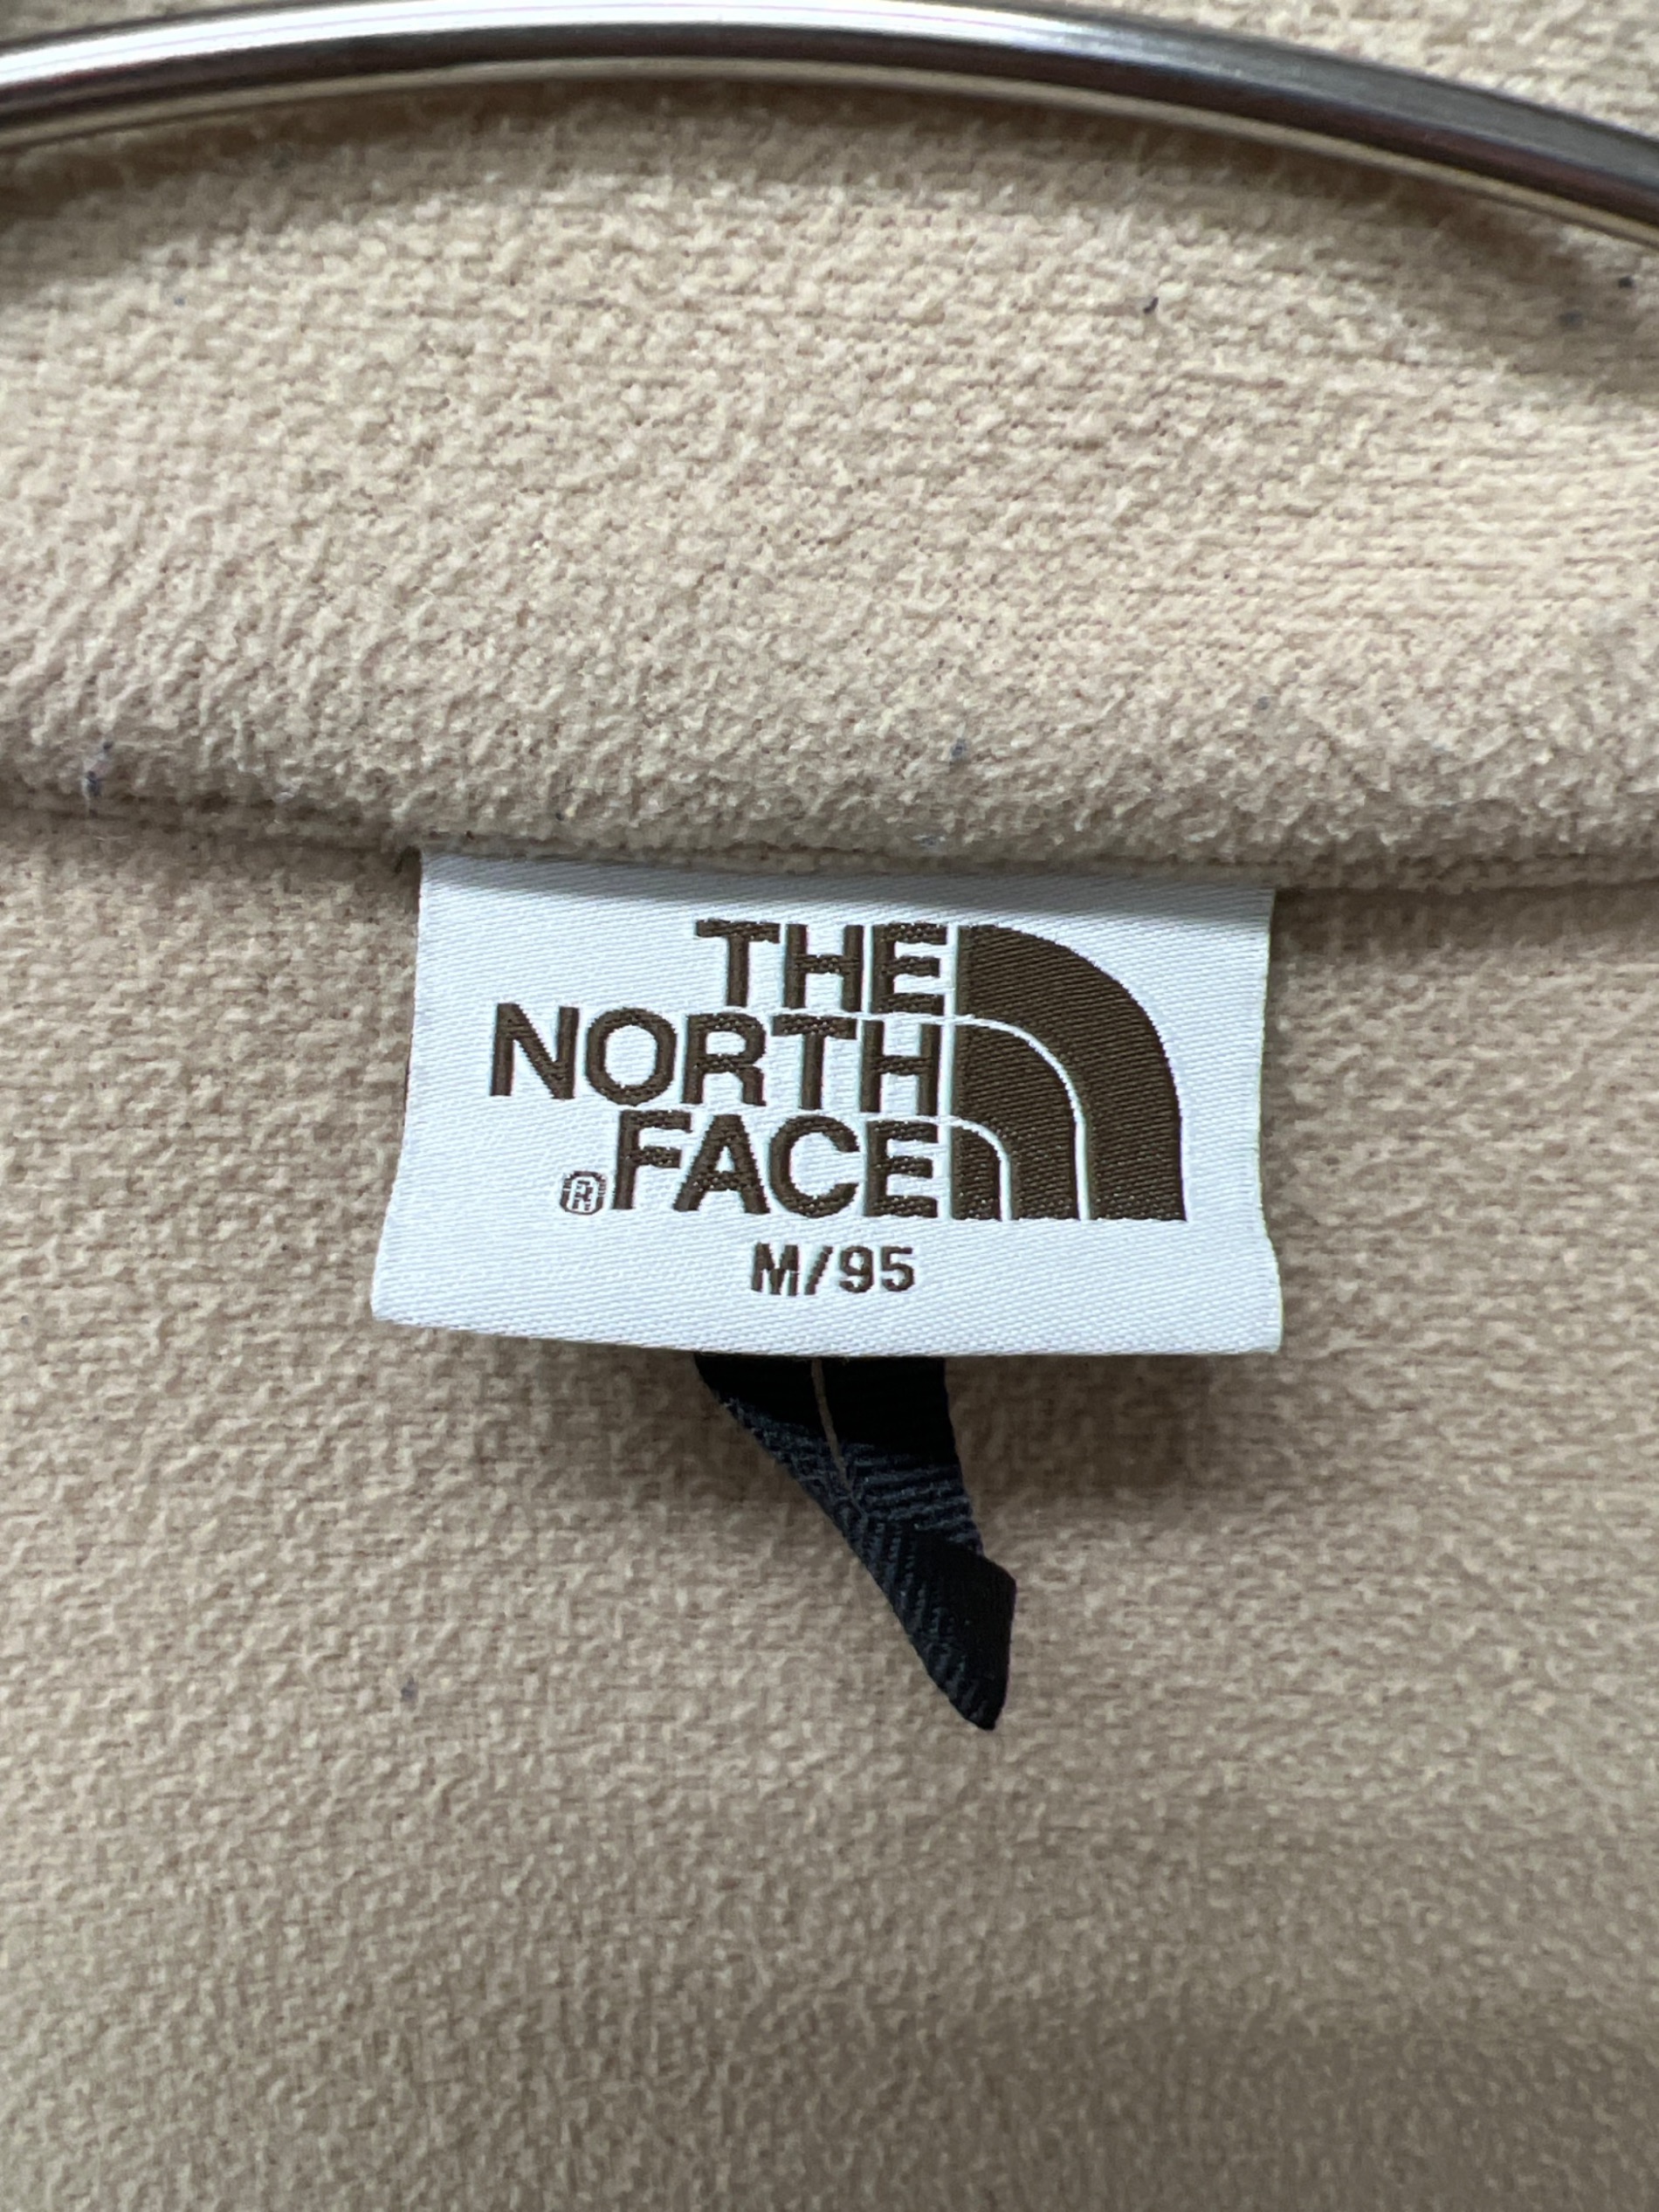 THE
NORTH
® FACE
M/95